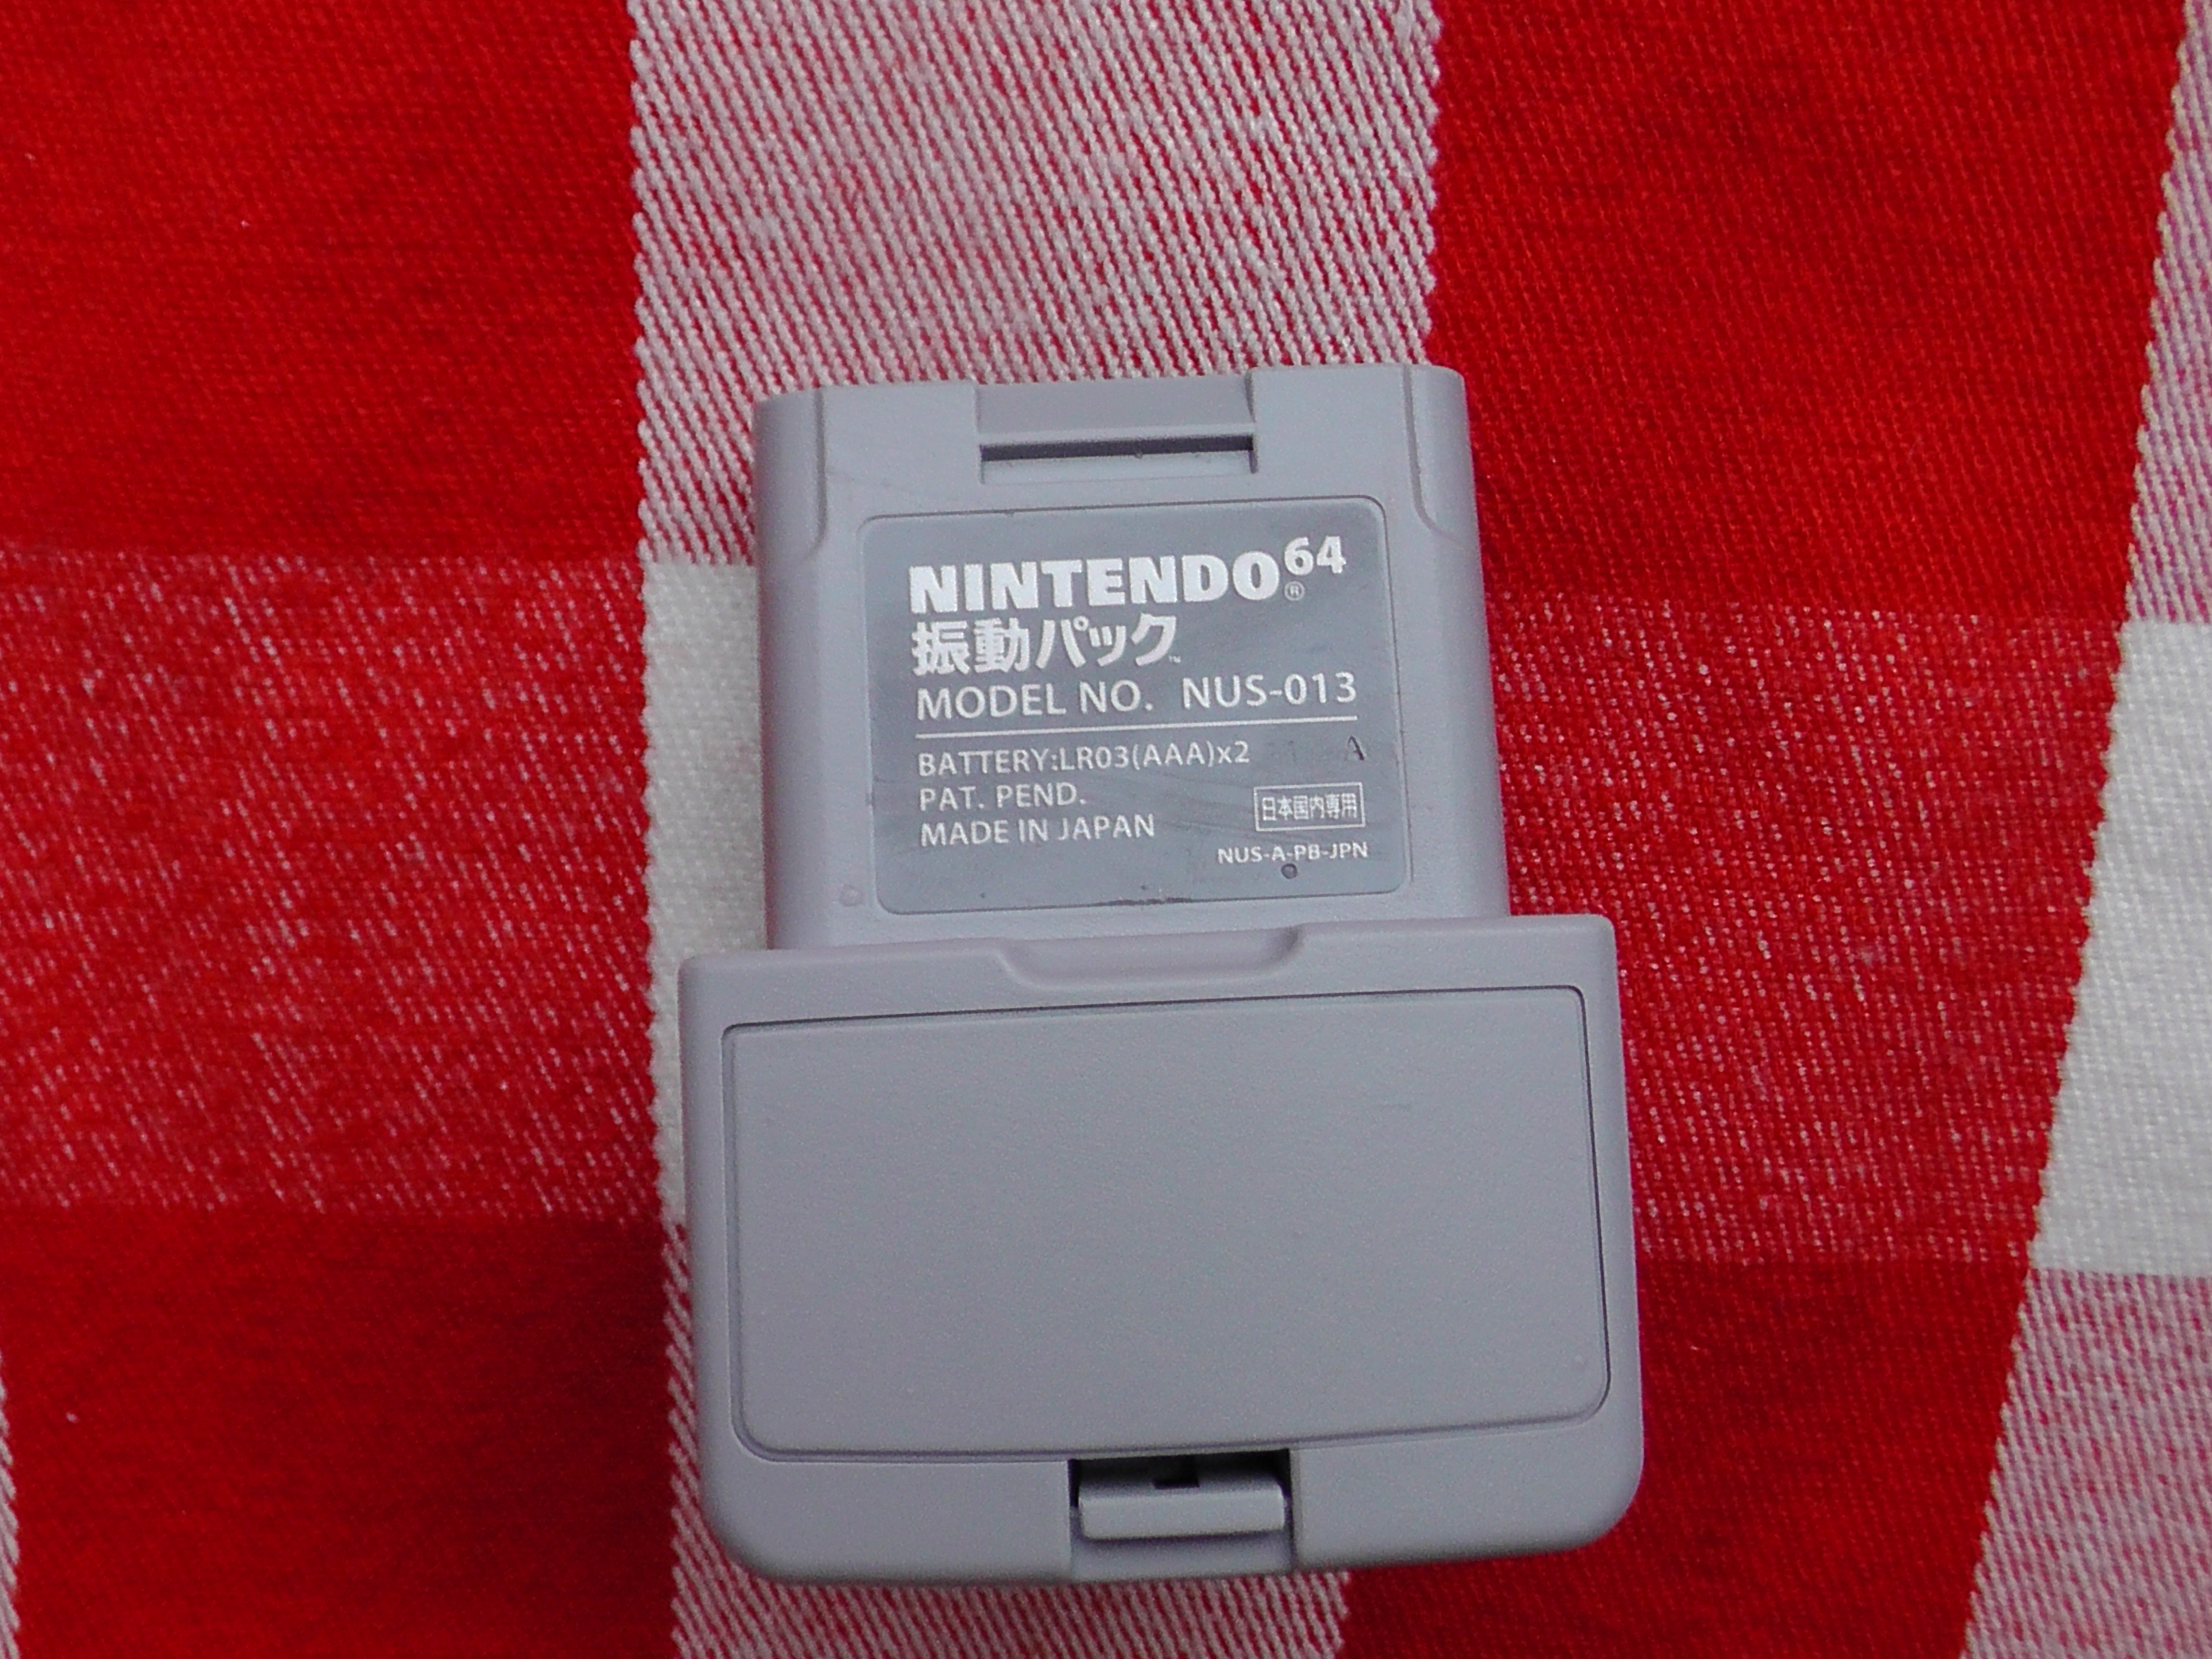 NINTENDO64®
振動パック™
MODEL NO. NUS-013
BATTERY:LR03(AAA)x2 A
PAT. PEND.
日本国内専用
MADE IN JAPAN
NUS-A-PB-JPN